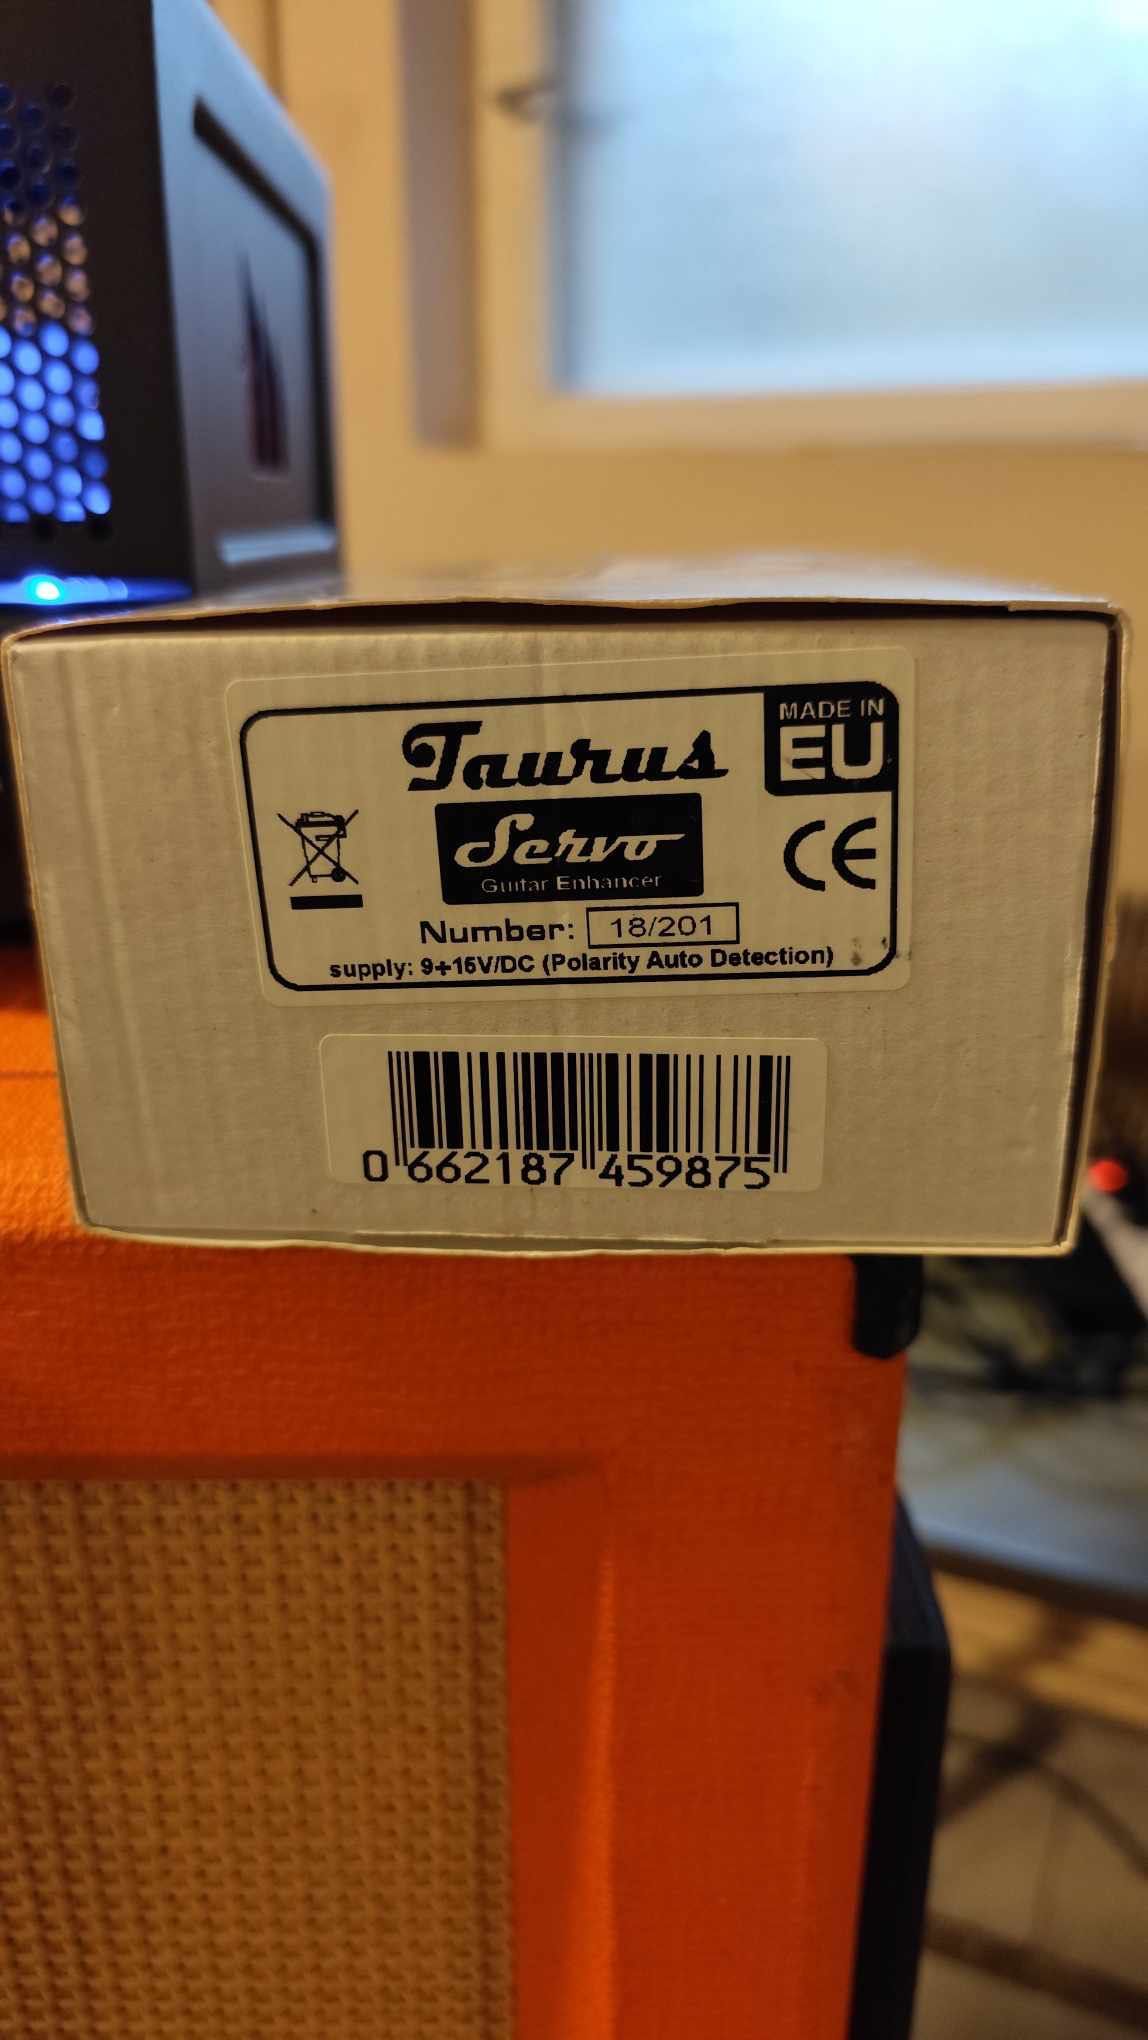 Taurus
MADE IN
EU
Servo
Guitar Enhancer
CE
Number: 18/201
supply: 9+15V/DC (Polarity Auto Detection)
0 662187 459875